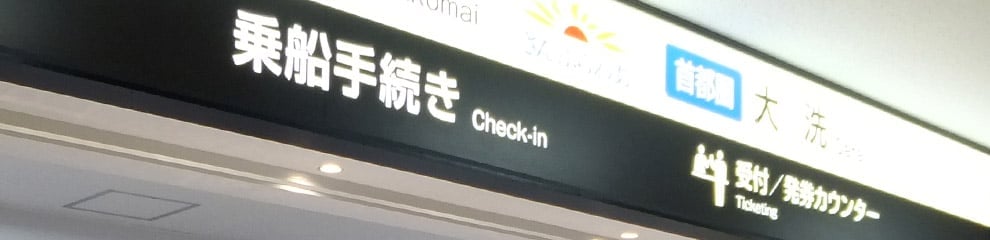 乗船手続き Check-in
首都圏 大洗
受付／発券カウンター
Ticketing